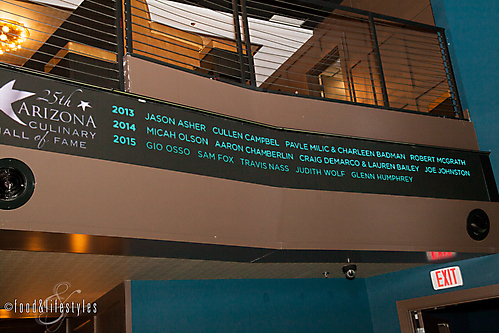 25th
ARIZONA
CULINARY
HALL of FAME
2013 JASON ASHER CULLEN CAMPBEL PAVLE MILIC & CHARLEEN BADMAN ROBERT MCGRATH
2014 MICAH OLSON AARON CHAMBERLIN CRAIG DEMARCO & LAUREN BAILEY JOE JOHNSTON
2015 GIO OSSO SAM FOX TRAVIS NASS JUDITH WOLF GLENN HUMPHREY
EXIT
©food&lifestyles